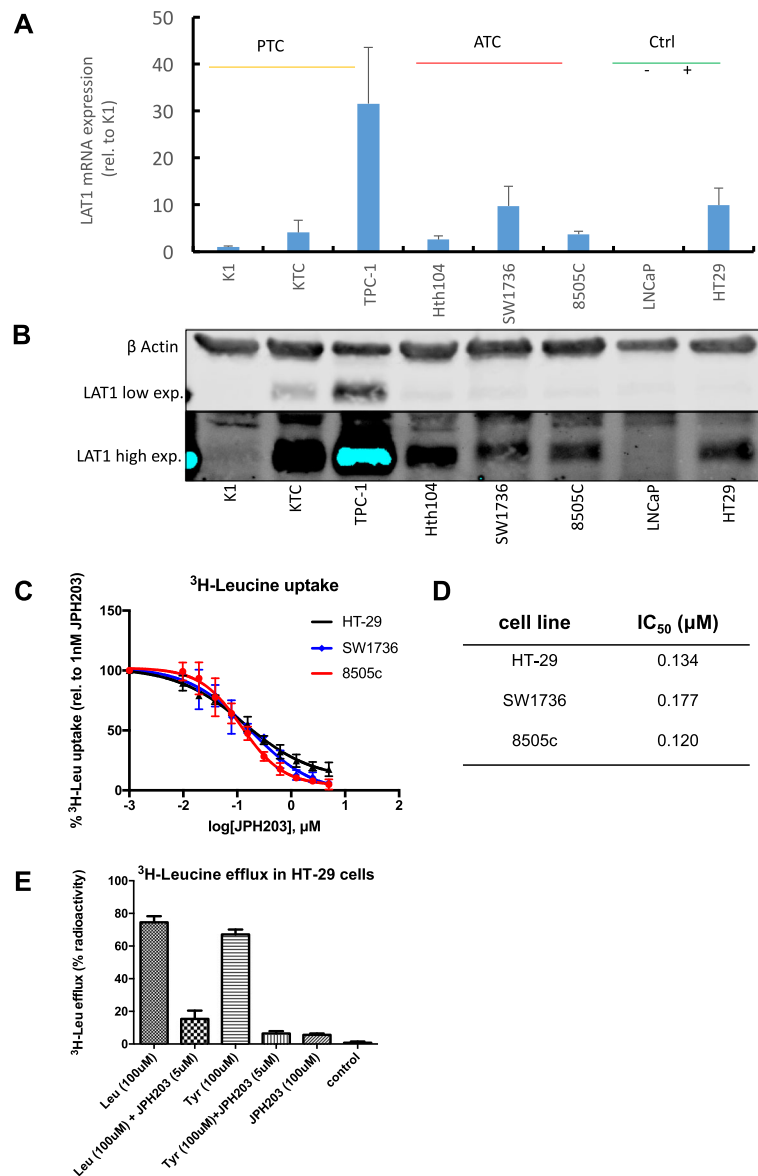 A
50
40
30
20
10
0
LAT1 mRNA expression
(rel. to K1)
PTC
ATC
Ctrl
- +
K1
KTC
TPC-1
Hth104
SW1736
8505C
LNCaP
HT29
B
β Actin
LAT1 low exp.
LAT1 high exp.
K1
KTC
TPC-1
Hth104
SW1736
8505C
LNCaP
HT29
C
³H-Leucine uptake
% ³H-Leu uptake (rel. to 1nM JPH203)
150
100
50
0
-3 -2 -1 0 1 2
log[JPH203], µM
HT-29
SW1736
8505c
D
cell line IC₅₀ (µM)
HT-29 0.134
SW1736 0.177
8505c 0.120
E
³H-Leucine efflux in HT-29 cells
³H-Leu efflux (% radioactivity)
100
80
60
40
20
0
Leu (100uM)
Leu (100uM) + JPH203 (5uM)
Tyr (100uM)
Tyr (100uM)+JPH203 (5uM)
JPH203 (100uM)
control